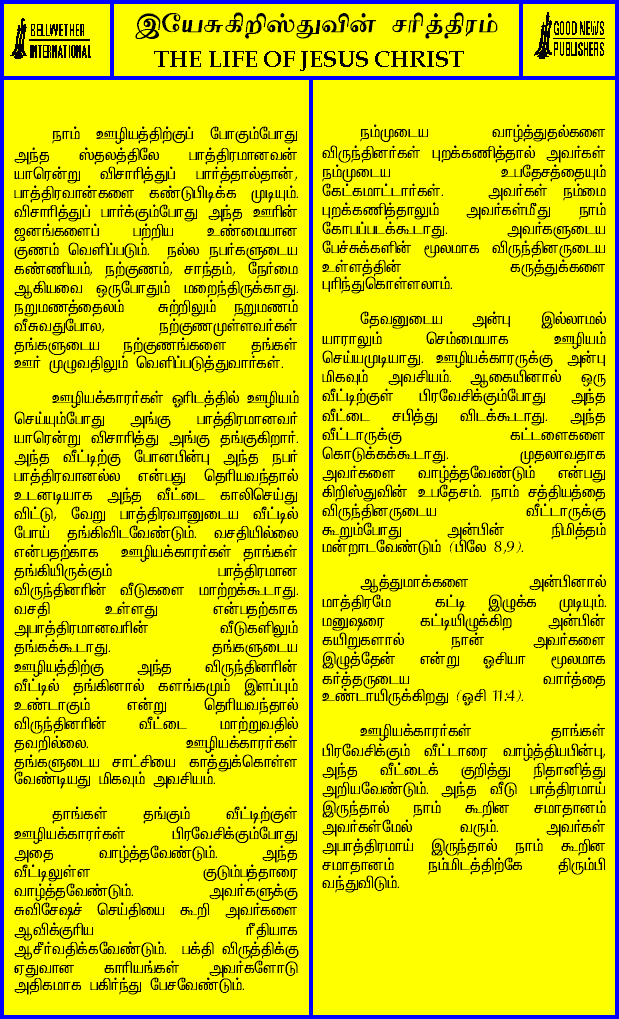 BELLWETHER
INTERNATIONAL
இயேசுகிறிஸ்துவின் சரித்திரம்
THE LIFE OF JESUS CHRIST
GOOD NEWS
PUBLISHERS
நாம் ஊழியத்திற்குப் போகும்போது
அந்த ஸ்தலத்திலே பாத்திரமானவன்
யாரென்று விசாரித்துப் பார்த்தால்தான்,
பாத்திரவான்களை கண்டுபிடிக்க முடியும்.
விசாரித்துப் பார்க்கும்போது அந்த ஊரின்
ஜனங்களைப் பற்றிய உண்மையான
குணம் வெளிப்படும். நல்ல நபர்களுடைய
கண்ணியம், நற்குணம், சாந்தம், நேர்மை
ஆகியவை ஒருபோதும் மறைந்திருக்காது.
நறுமணத்தைலம் சுற்றிலும் நறுமணம்
வீசுவதுபோல, நற்குணமுள்ளவர்கள்
தங்களுடைய நற்குணங்களை தங்கள்
ஊர் முழுவதிலும் வெளிப்படுத்துவார்கள்.
ஊழியக்காரர்கள் ஓரிடத்தில் ஊழியம்
செய்யும்போது அங்கு பாத்திரமானவர்
யாரென்று விசாரித்து அங்கு தங்குகிறார்.
அந்த வீட்டிற்கு போனபின்பு அந்த நபர்
பாத்திரவானல்ல என்பது தெரியவந்தால்
உடனடியாக அந்த வீட்டை காலிசெய்து
விட்டு, வேறு பாத்திரவானுடைய வீட்டில்
போய் தங்கிவிடவேண்டும். வசதியில்லை
என்பதற்காக ஊழியக்காரர்கள் தாங்கள்
தங்கியிருக்கும் பாத்திரமான
விருந்தினரின் வீடுகளை மாற்றக்கூடாது.
வசதி உள்ளது என்பதற்காக
அபாத்திரமானவரின் வீடுகளிலும்
தங்கக்கூடாது. தங்களுடைய
ஊழியத்திற்கு அந்த விருந்தினரின்
வீட்டில் தங்கினால் களங்கமும் இளப்பும்
உண்டாகும் என்று தெரியவந்தால்
விருந்தினரின் வீட்டை மாற்றுவதில்
தவறில்லை. ஊழியக்காரர்கள்
தங்களுடைய சாட்சியை காத்துக்கொள்ள
வேண்டியது மிகவும் அவசியம்.
தாங்கள் தங்கும் வீட்டிற்குள்
ஊழியக்காரர்கள் பிரவேசிக்கும்போது
அதை வாழ்த்தவேண்டும். அந்த
வீட்டிலுள்ள குடும்பத்தாரை
வாழ்த்தவேண்டும். அவர்களுக்கு
சுவிசேஷச் செய்தியை கூறி அவர்களை
ஆவிக்குரிய ரீதியாக
ஆசீர்வதிக்கவேண்டும். பக்தி விருத்திக்கு
ஏதுவான காரியங்கள் அவர்களோடு
அதிகமாக பகிர்ந்து பேசவேண்டும்.
நம்முடைய வாழ்த்துதல்களை
விருந்தினர்கள் புறக்கணித்தால் அவர்கள்
நம்முடைய உபதேசத்தையும்
கேட்கமாட்டார்கள். அவர்கள் நம்மை
புறக்கணித்தாலும் அவர்கள்மீது நாம்
கோபப்படக்கூடாது. அவர்களுடைய
பேச்சுக்களின் மூலமாக விருந்தினருடைய
உள்ளத்தின் கருத்துக்களை
புரிந்துகொள்ளலாம்.
தேவனுடைய அன்பு இல்லாமல்
யாராலும் செம்மையாக ஊழியம்
செய்யமுடியாது. ஊழியக்காரருக்கு அன்பு
மிகவும் அவசியம். ஆகையினால் ஒரு
வீட்டிற்குள் பிரவேசிக்கும்போது அந்த
வீட்டை சபித்து விடக்கூடாது. அந்த
வீட்டாருக்கு கட்டளைகளை
கொடுக்கக்கூடாது. முதலாவதாக
அவர்களை வாழ்த்தவேண்டும் என்பது
கிறிஸ்துவின் உபதேசம். நாம் சத்தியத்தை
விருந்தினருடைய வீட்டாருக்கு
கூறும்போது அன்பின் நிமித்தம்
மன்றாடவேண்டும் (பிலே 8,9).
ஆத்துமாக்களை அன்பினால்
மாத்திரமே கட்டி இழுக்க முடியும்.
மனுஷரை கட்டியிழுக்கிற அன்பின்
கயிறுகளால் நான் அவர்களை
இழுத்தேன் என்று ஓசியா மூலமாக
கர்த்தருடைய வார்த்தை
உண்டாயிருக்கிறது (ஓசி 11:4).
ஊழியக்காரர்கள் தாங்கள்
பிரவேசிக்கும் வீட்டாரை வாழ்த்தியபின்பு,
அந்த வீட்டைக் குறித்து நிதானித்து
அறியவேண்டும். அந்த வீடு பாத்திரமாய்
இருந்தால் நாம் கூறின சமாதானம்
அவர்கள்மேல் வரும். அவர்கள்
அபாத்திரமாய் இருந்தால் நாம் கூறின
சமாதானம் நம்மிடத்திற்கே திரும்பி
வந்துவிடும்.